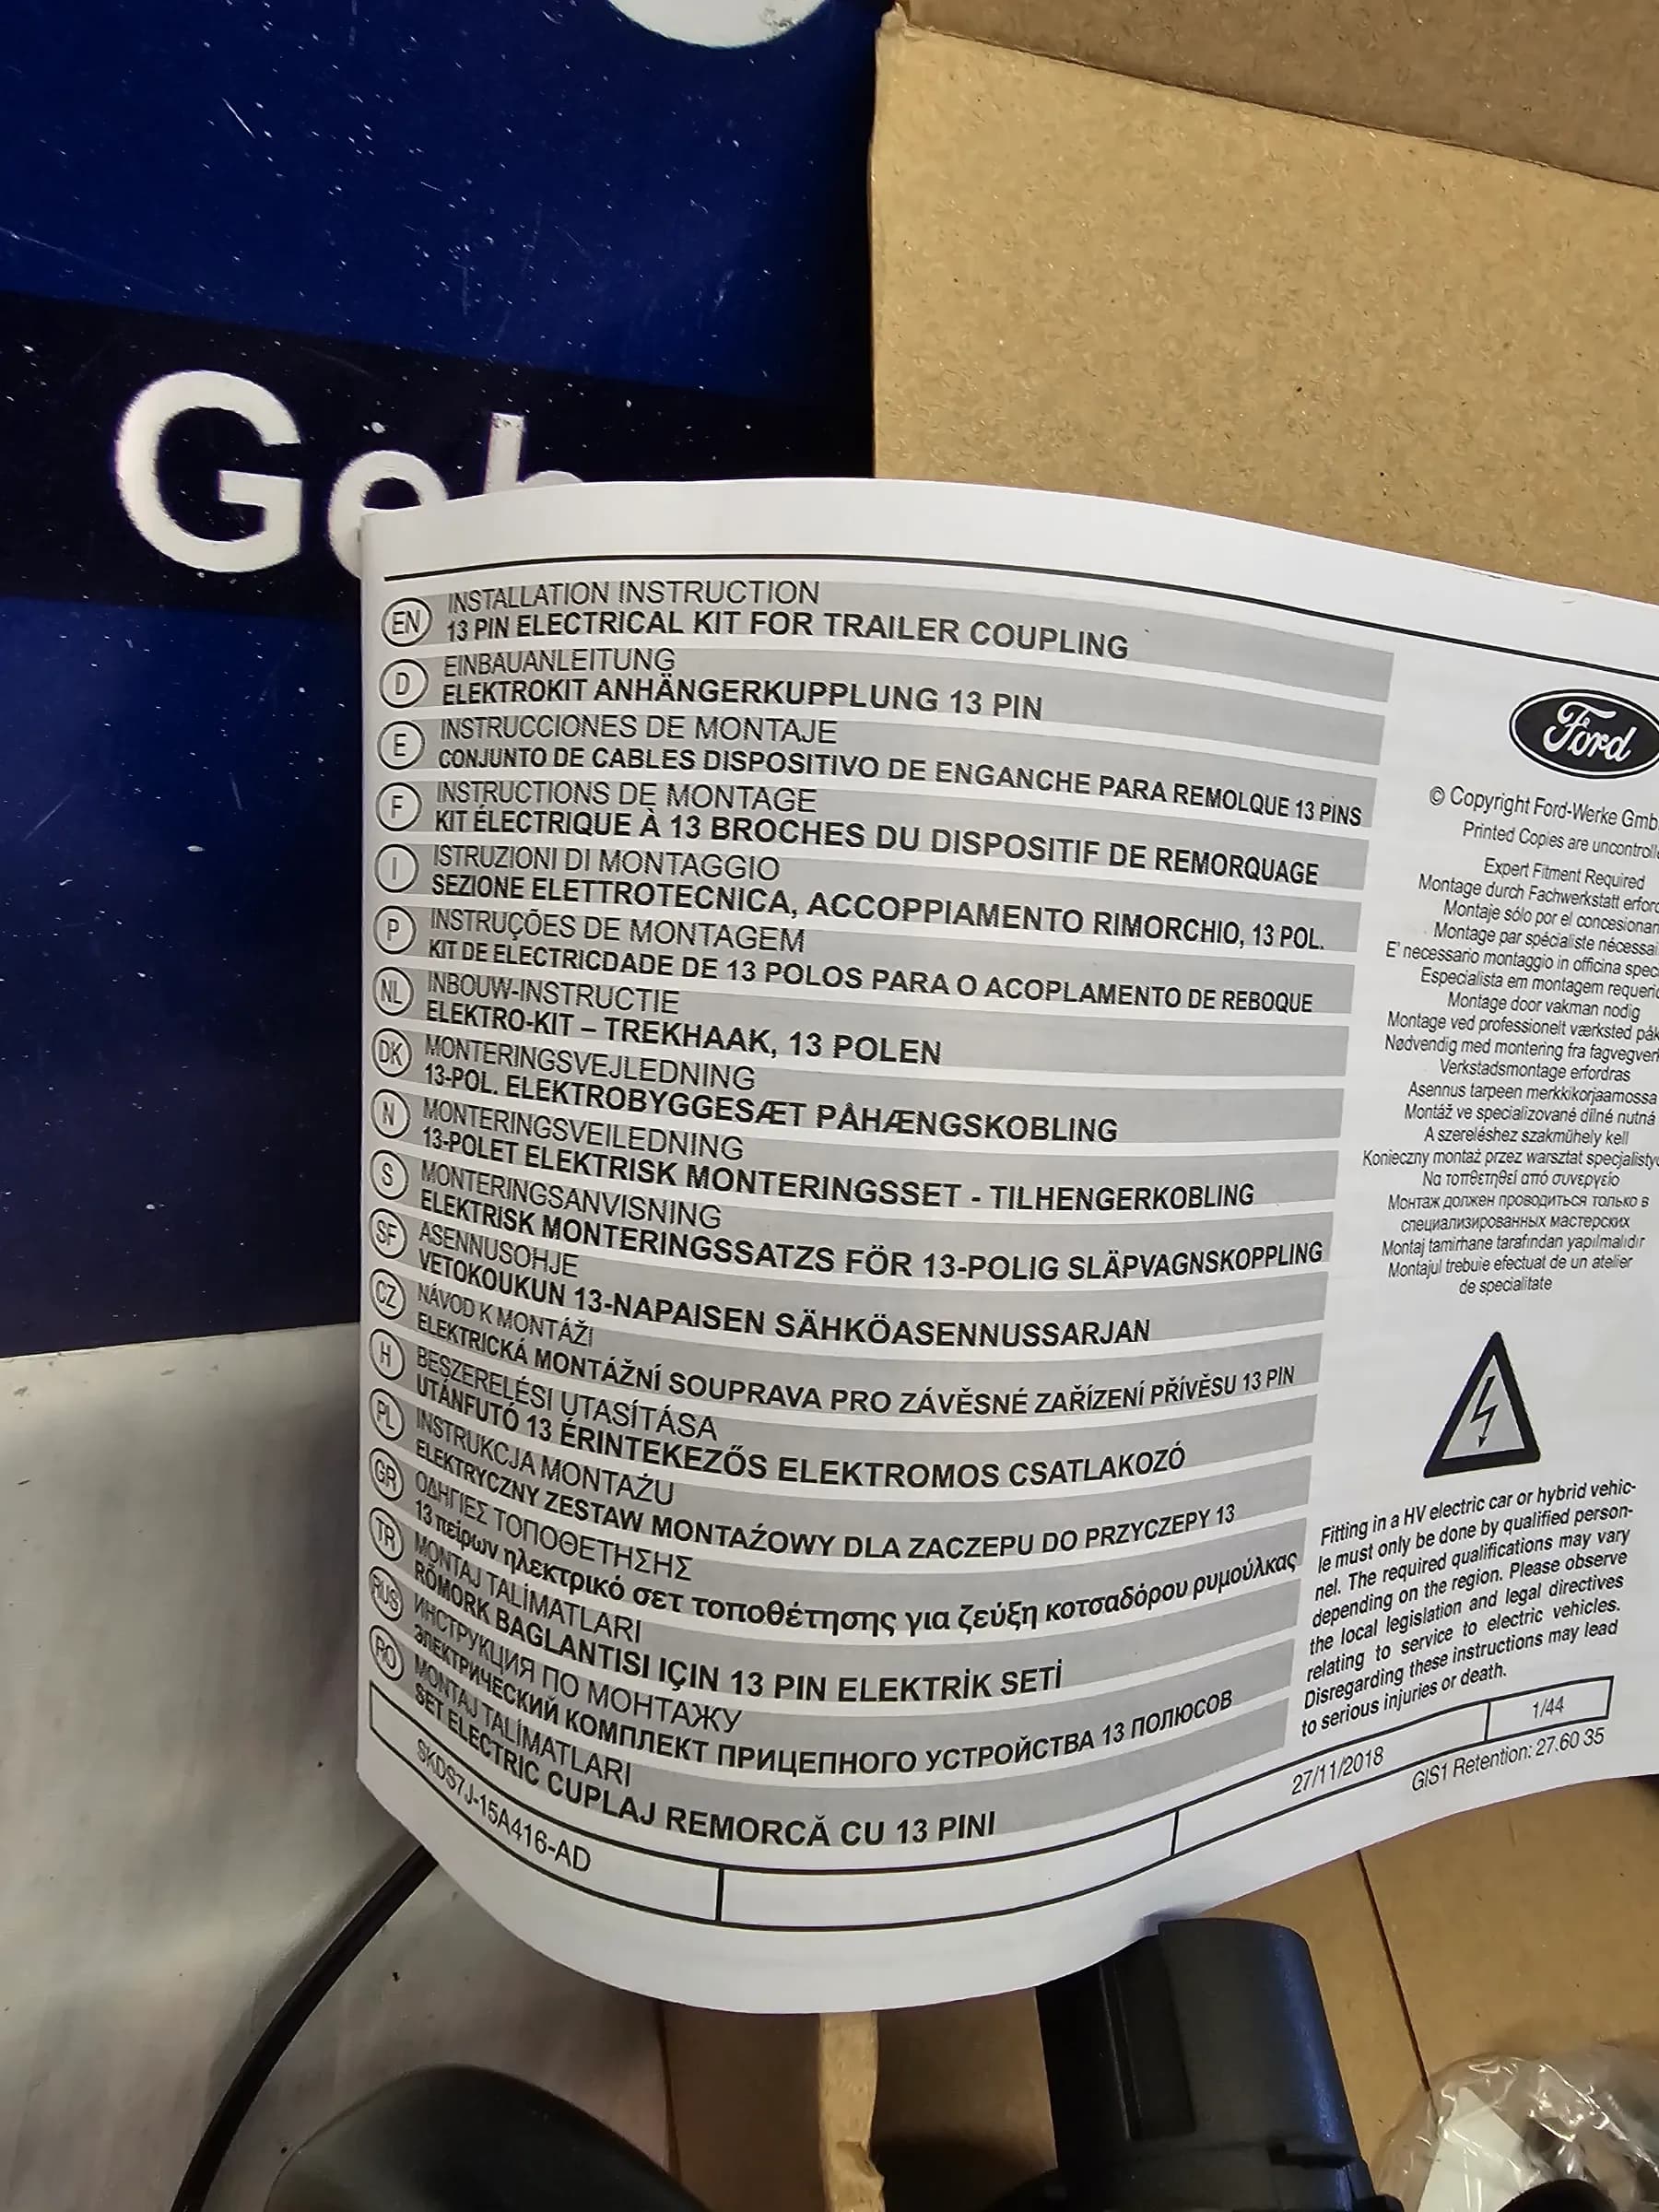 Geb
EN
INSTALLATION INSTRUCTION
13 PIN ELECTRICAL KIT FOR TRAILER COUPLING
D
EINBAUANLEITUNG
ELEKTROKIT ANHÄNGERKUPPLUNG 13 PIN
E
INSTRUCCIONES DE MONTAJE
CONJUNTO DE CABLES DISPOSITIVO DE ENGANCHE PARA REMOLQUE 13 PINS
F
INSTRUCTIONS DE MONTAGE
KIT ÉLECTRIQUE À 13 BROCHES DU DISPOSITIF DE REMORQUAGE
I
ISTRUZIONI DI MONTAGGIO
SEZIONE ELETTROTECNICA, ACCOPPIAMENTO RIMORCHIO, 13 POL.
P
INSTRUÇÕES DE MONTAGEM
KIT DE ELECTRICDADE DE 13 POLOS PARA O ACOPLAMENTO DE REBOQUE
NL
INBOUW-INSTRUCTIE
ELEKTRO-KIT – TREKHAAK, 13 POLEN
DK
MONTERINGSVEJLEDNING
13-POL. ELEKTROBYGGESÆT PÅHÆNGSKOBLING
N
MONTERINGSVEILEDNING
13-POLET ELEKTRISK MONTERINGSSET - TILHENGERKOBLING
S
MONTERINGSANVISNING
ELEKTRISK MONTERINGSSATZS FÖR 13-POLIG SLÄPVAGNSKOPPLING
SF
ASENNUSOHJE
VETOKOUKUN 13-NAPAISEN SÄHKÖASENNUSSARJAN
CZ
NÁVOD K MONTÁŽI
ELEKTRICKÁ MONTÁŽNÍ SOUPRAVA PRO ZÁVĚSNÉ ZAŘÍZENÍ PŘÍVĚSU 13 PIN
H
BESZERELÉSI UTASÍTÁSA
UTÁNFUTÓ 13 ÉRINTEKEZŐS ELEKTROMOS CSATLAKOZÓ
PL
INSTRUKCJA MONTAŻU
ELEKTRYCZNY ZESTAW MONTAŹOWY DLA ZACZEPU DO PRZYCZEPY 13
GR
ΟΔΗΓΙΕΣ ΤΟΠΟΘΕΤΗΣΗΣ
13 πείρων ηλεκτρικό σετ τοποθέτησης για ζεύξη κοτσαδόρου ρυμούλκας
TR
MONTAJ TALİMATLARI
RÖMORK BAGLANTISI IÇIN 13 PIN ELEKTRİK SETİ
RUS
ИНСТРУКЦИЯ ПО МОНТАЖУ
ЭЛЕКТРИЧЕСКИЙ КОМПЛЕКТ ПРИЦЕПНОГО УСТРОЙСТВА 13 ПОЛЮСОВ
RO
MONTAJ TALİMATLARI
SET ELECTRIC CUPLAJ REMORCĂ CU 13 PINI
Ford
© Copyright Ford-Werke
Printed Copies are
Expert Fitment Required
Montage durch Fachwerkstatt
Montaje sólo por el
Montage par spécialiste
E' necessario montaggio in officina
Especialista em montagem
Montage door vakman nodig
Montage ved professionelt værksted
Nødvendig med montering fra
Verkstadsmontage erfordras
Asennus tarpeen merkkikorjaamossa
Montáž ve specializované dílné nutná
A szereléshez szakműhely kell
Konieczny montaż przez warsztat
Να τοπθετηθεί από συνεργείο
Монтаж должен проводиться только в
специализированных мастерских
Montaj tamirhane tarafından yapılmalıdır
Montajul trebuie efectuat de un atelier
de specialitate
Fitting in a HV electric car or hybrid vehic-
le must only be done by qualified person-
nel. The required qualifications may vary
depending on the region. Please observe
the local legislation and legal directives
relating to service to electric vehicles.
Disregarding these instructions may lead
to serious injuries or death.
SKDS7J-15A416-AD
27/11/2018
1/44
GIS1 Retention: 27.60 35